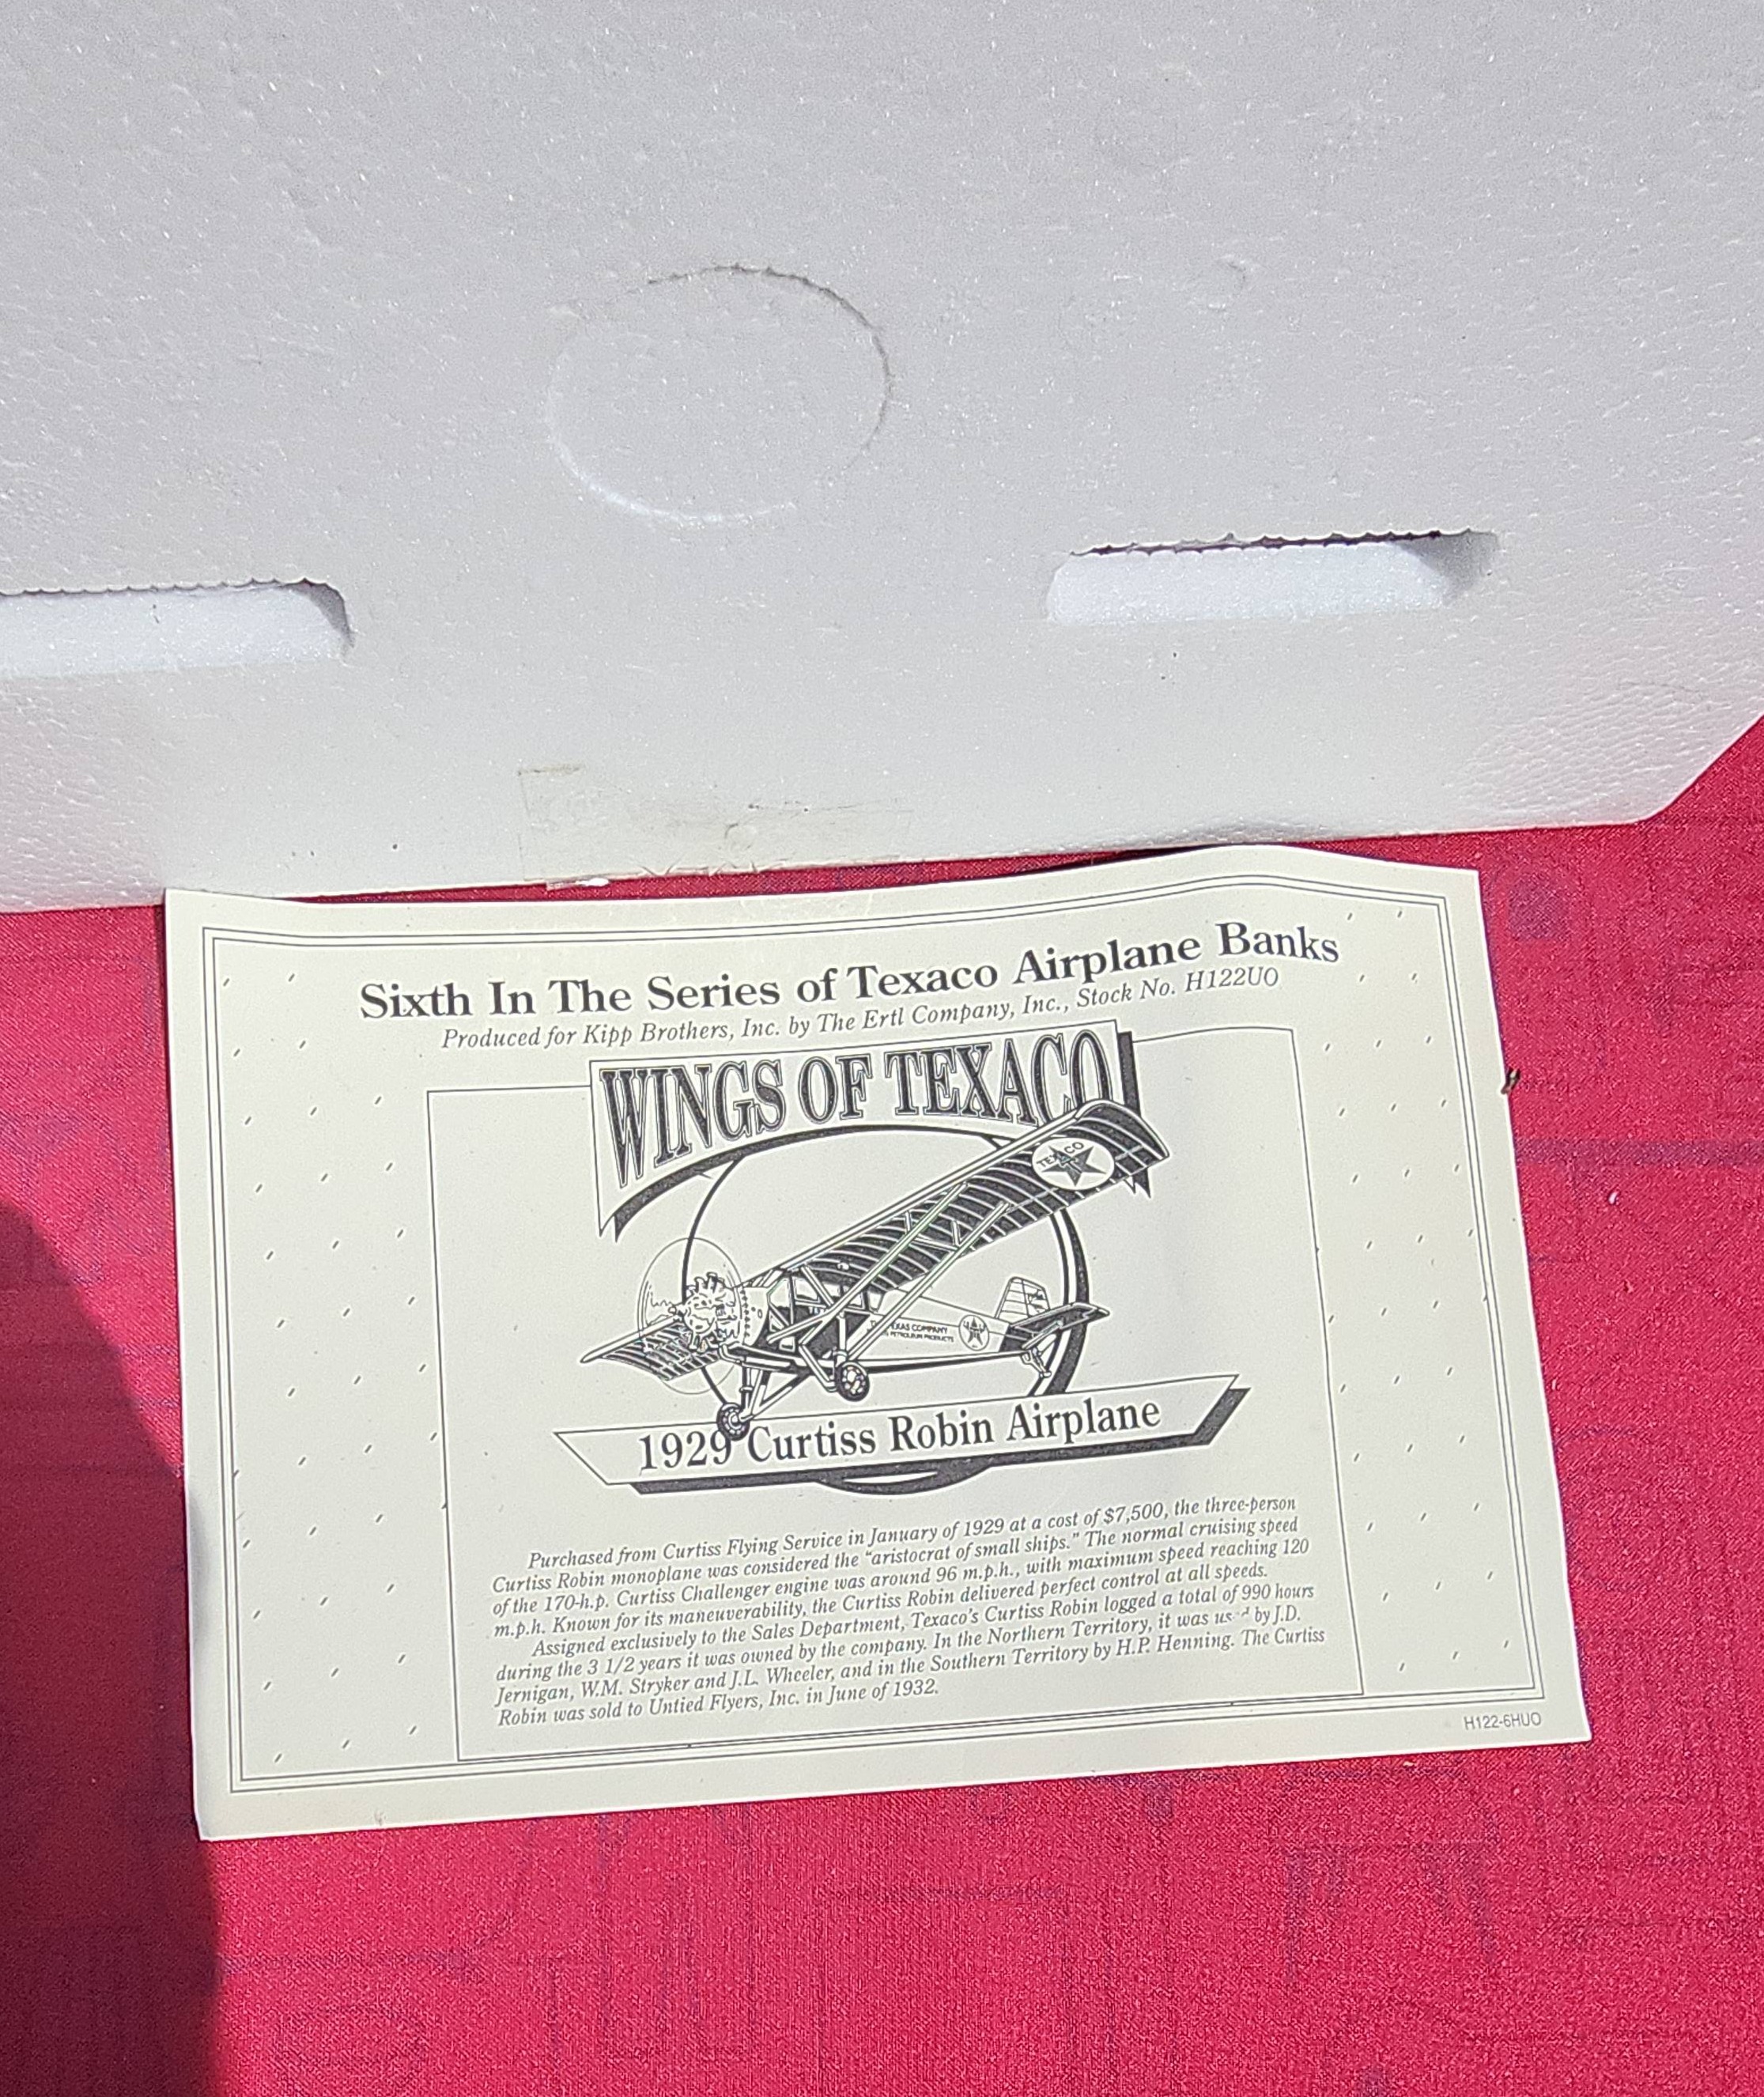 Sixth In The Series of Texaco Airplane Banks
Produced for Kipp Brothers, Inc. by The Ertl Company, Inc., Stock No. H122UO
WINGS OF TEXACO
TEXACO
EXAS COMPANY
PETROLEUM PRODUCTS
1929 Curtiss Robin Airplane
Purchased from Curtiss Flying Service in January of 1929 at a cost of $7,500, the three-person
Curtiss Robin monoplane was considered the "aristocrat of small ships." The normal cruising speed
of the 170-h.p. Curtiss Challenger engine was around 96 m.p.h., with maximum speed reaching 120
m.p.h. Known for its maneuverability, the Curtiss Robin delivered perfect control at all speeds.
Assigned exclusively to the Sales Department, Texaco's Curtiss Robin logged a total of 990 hours
during the 3 1/2 years it was owned by the company. In the Northern Territory, it was us d by J.D.
Jernigan, W.M. Stryker and J.L. Wheeler, and in the Southern Territory by H.P. Henning. The Curtiss
Robin was sold to Untied Flyers, Inc. in June of 1932.
H122-6HUO